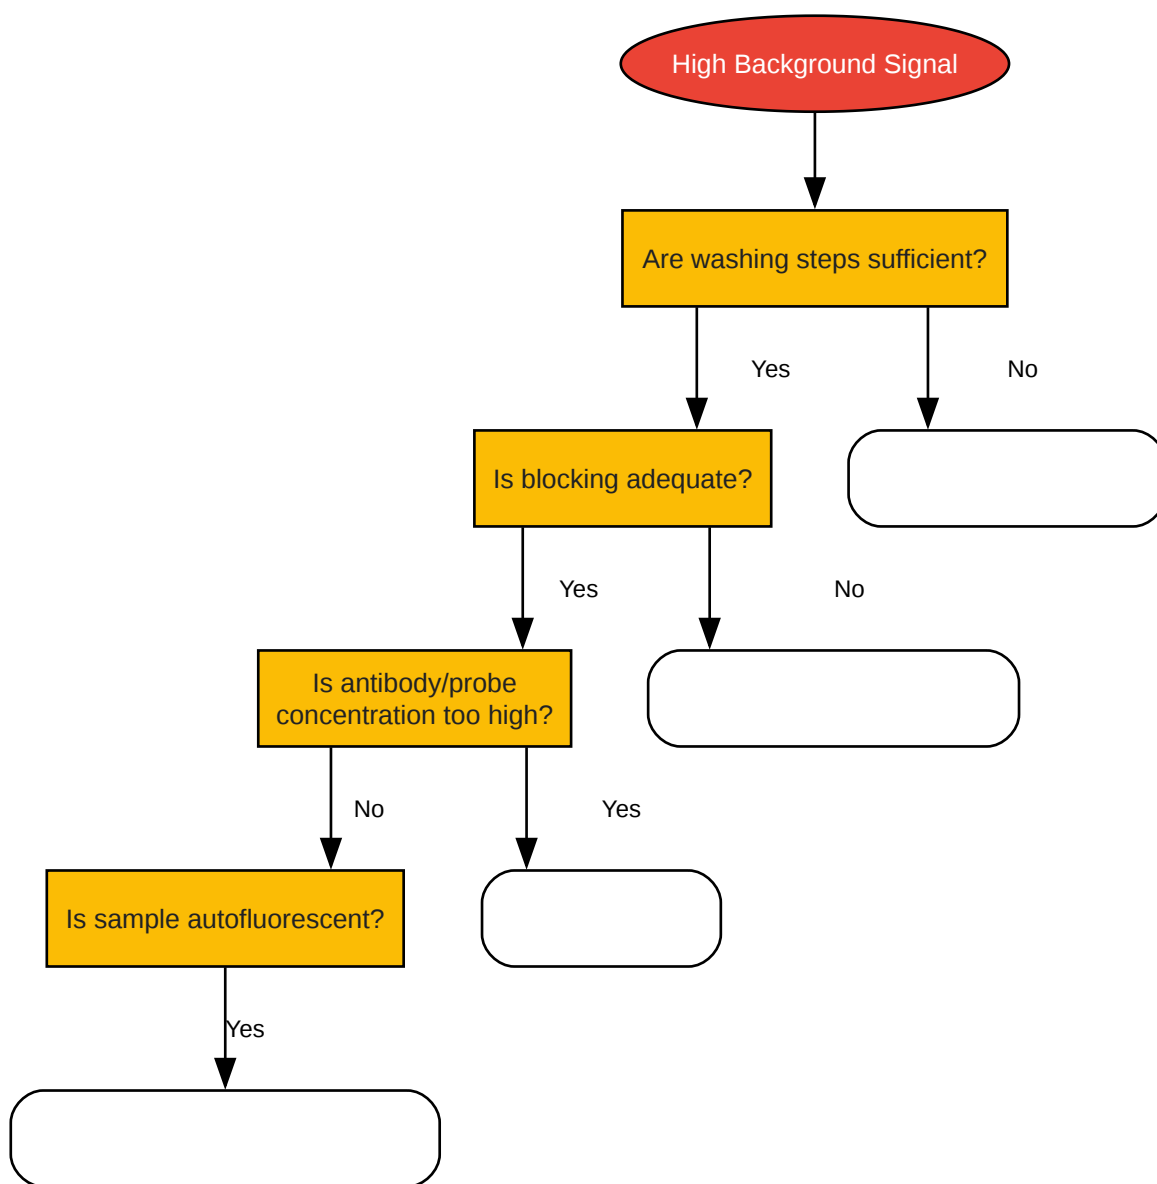 High Background Signal
Are washing steps sufficient?
Yes
No
Is blocking adequate?
Yes
No
Is antibody/probe
concentration too high?
No
Yes
Is sample autofluorescent?
Yes